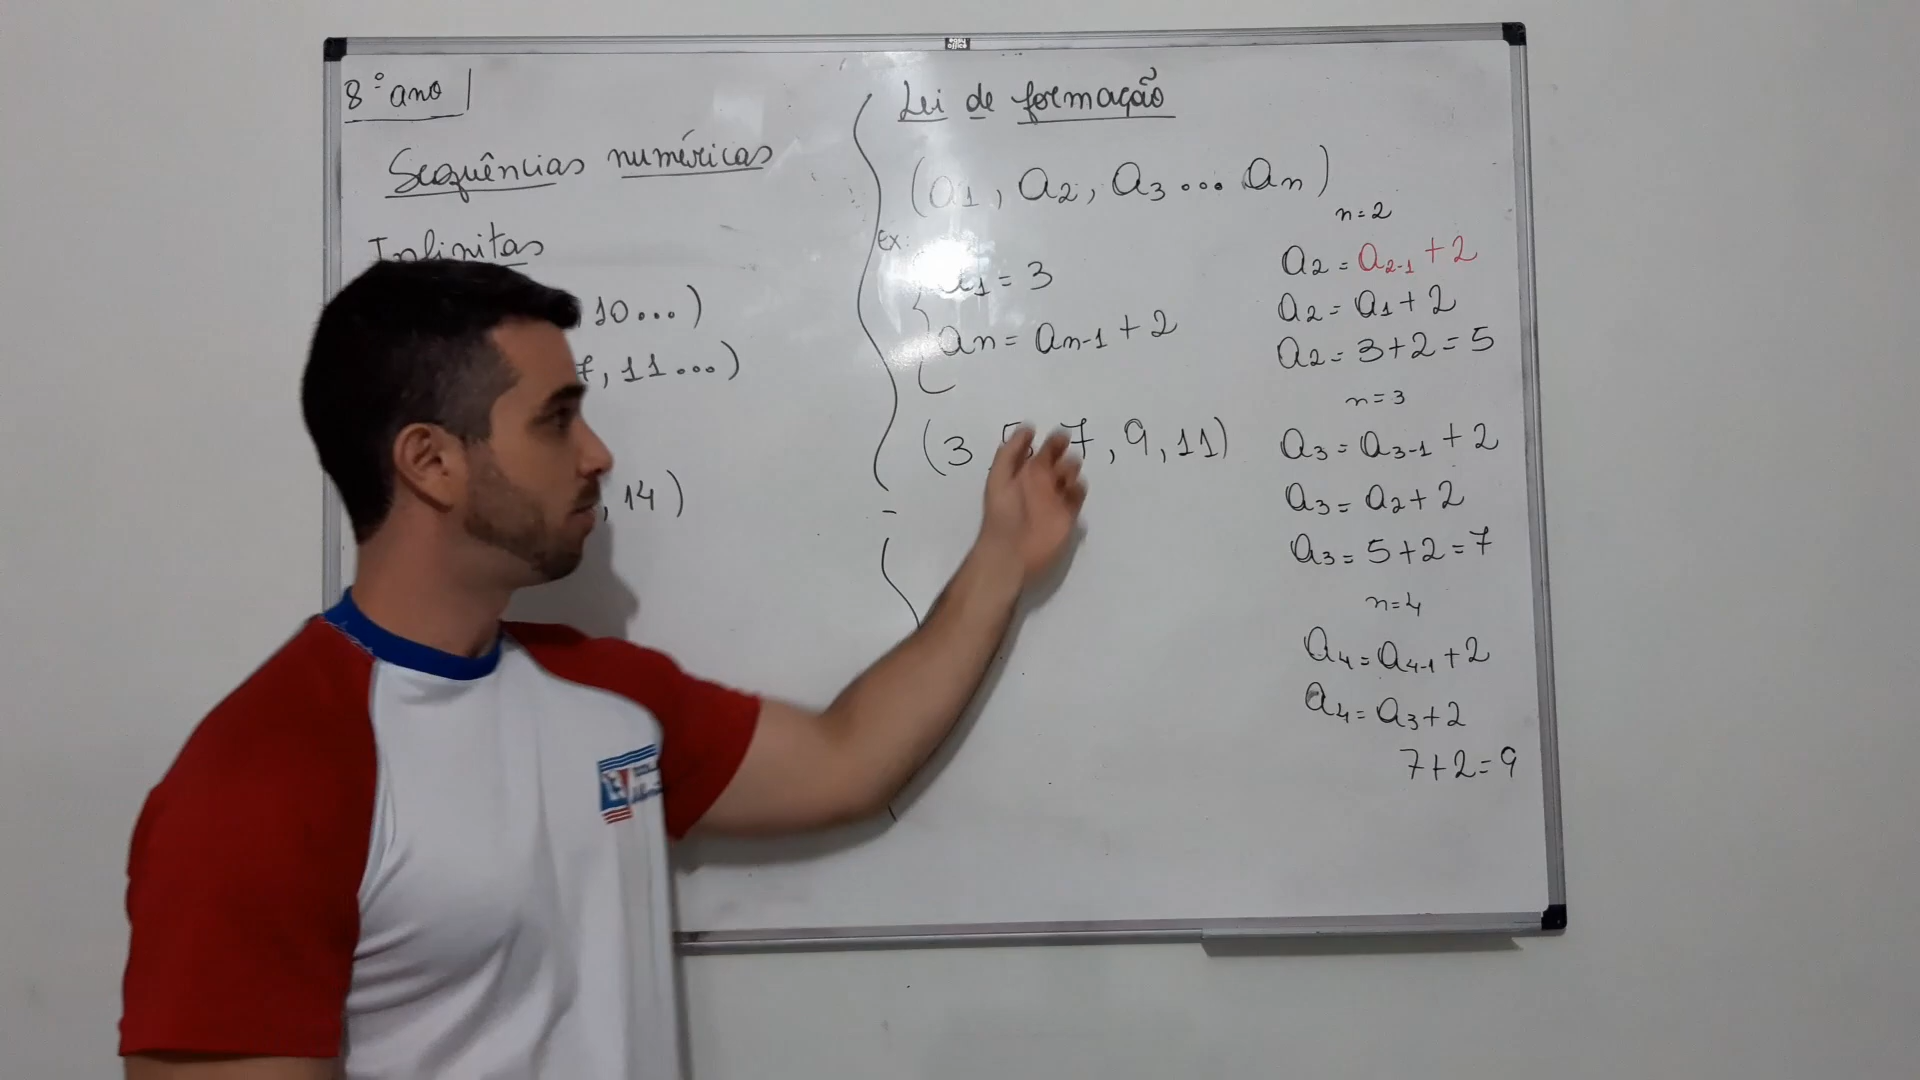 easy office
8º ano
Sequências numéricas
Infinitas
, 10...)
7, 11...)
, 14)
Lei de formação
(a1, a2, a3... an)
Ex:
a1 = 3
an = an-1 + 2
(3, 5, 7, 9, 11)
n=2
a2 = a2-1 + 2
a2 = a1 + 2
a2 = 3+2 = 5
n=3
a3 = a3-1 + 2
a3 = a2 + 2
a3 = 5+2 = 7
n=4
a4 = a4-1 + 2
a4 = a3 + 2
7+2=9